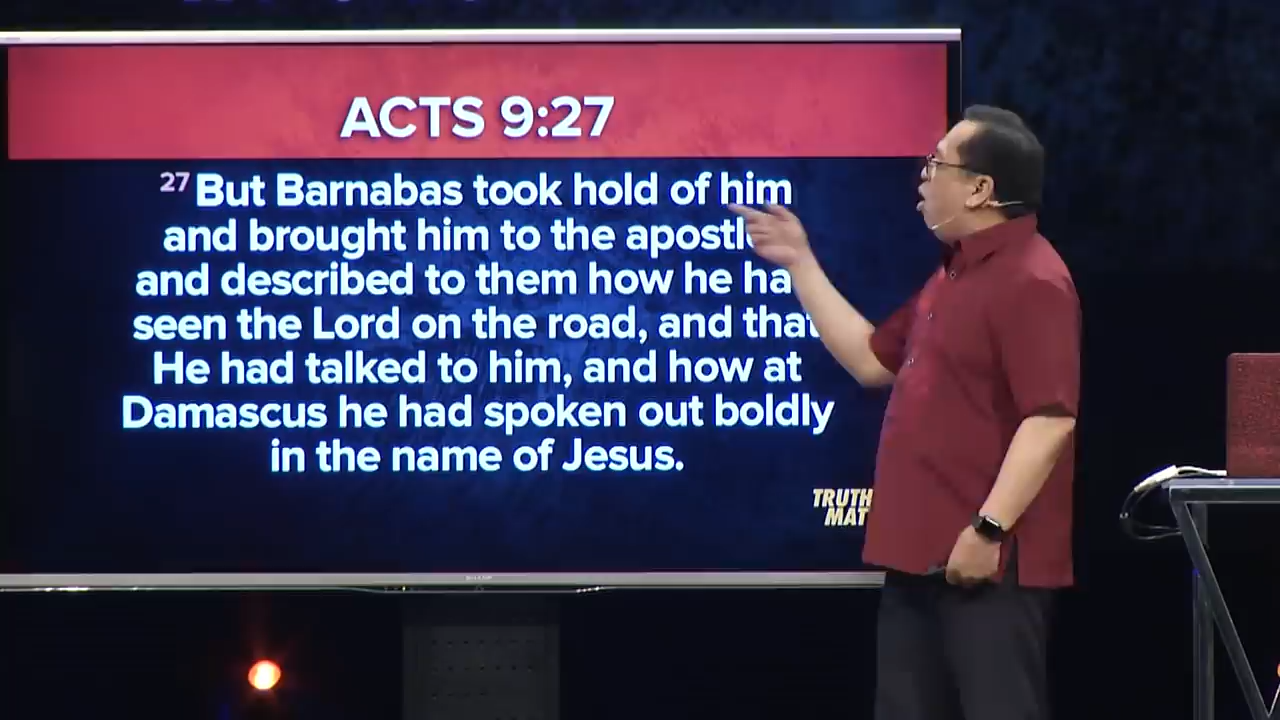 ACTS 9:27
27 But Barnabas took hold of him
and brought him to the
and described to them how he
seen the Lord on the road, and that
He had talked to him, and how at
Damascus he had spoken out boldly
in the name of Jesus.
TRUTH